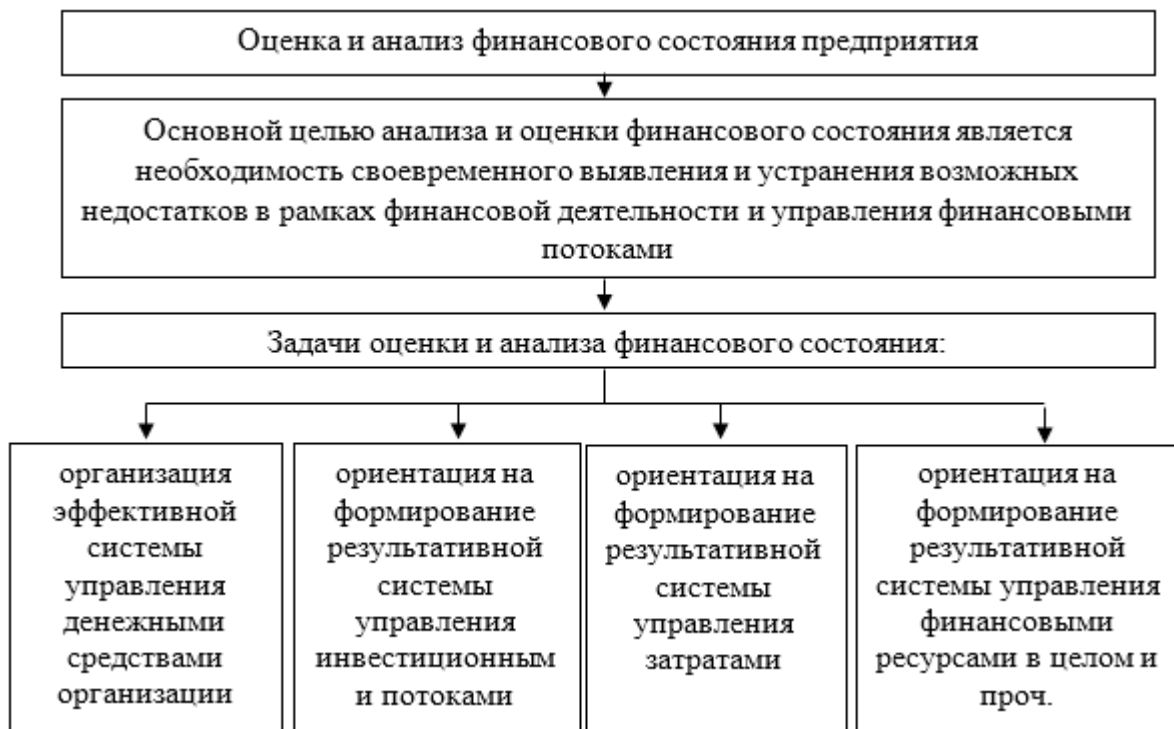 Оценка и анализ финансового состояния предприятия
Основной целью анализа и оценки финансового состояния является
необходимость своевременного выявления и устранения возможных
недостатков в рамках финансовой деятельности и управления финансовыми
потоками
Задачи оценки и анализа финансового состояния:
организация
эффективной
системы
управления
денежными
средствами
организации
ориентация на
формирование
результативной
системы
управления
инвестиционным
и потоками
ориентация на
формирование
результативной
системы
управления
затратами
ориентация на
формирование
результативной
системы управления
финансовыми
ресурсами в целом и
проч.